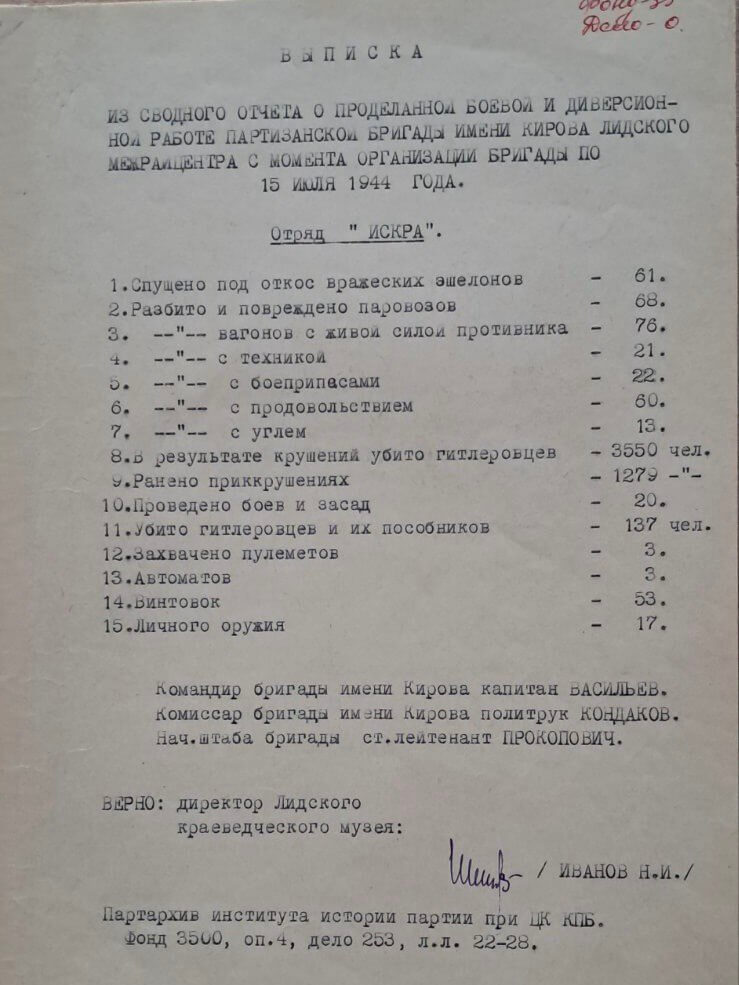 Дело - 0.
ВЫПИСКА
ИЗ СВОДНОГО ОТЧЕТА О ПРОДЕЛАННОЙ БОЕВОЙ И ДИВЕРСИОН-
НОЙ РАБОТЕ ПАРТИЗАНСКОЙ БРИГАДЫ ИМЕНИ КИРОВА ЛИДСКОГО
МЕЖРАЙЦЕНТРА С МОМЕНТА ОРГАНИЗАЦИИ БРИГАДЫ ПО
15 ИЮЛЯ 1944 ГОДА.
Отряд " ИСКРА".
1.Спущено под откос вражеских эшелонов - 61.
2.Разбито и повреждено паровозов - 68.
3. --"-- вагонов с живой силой противника - 76.
4. --"-- с техникой - 21.
5. --"-- с боеприпасами - 22.
6. --"-- с продовольствием - 60.
7. --"-- с углем - 13.
8.В результате крушений убито гитлеровцев - 3550 чел.
9.Ранено приккрушениях - 1279 -"-
10.Проведено боев и засад - 20.
11.Убито гитлеровцев и их пособников - 137 чел.
12.Захвачено пулеметов - 3.
13.Автоматов - 3.
14.Винтовок - 53.
15.Личного оружия - 17.
Командир бригады имени Кирова капитан ВАСИЛЬЕВ.
Комиссар бригады имени Кирова политрук КОНДАКОВ.
Нач.штаба бригады ст.лейтенант ПРОКОПОВИЧ.
ВЕРНО: директор Лидского
краеведческого музея:
/ ИВАНОВ Н.И./
Партархив института истории партии при ЦК КПБ.
Фонд 3500, оп.4, дело 253, л.л. 22-28.